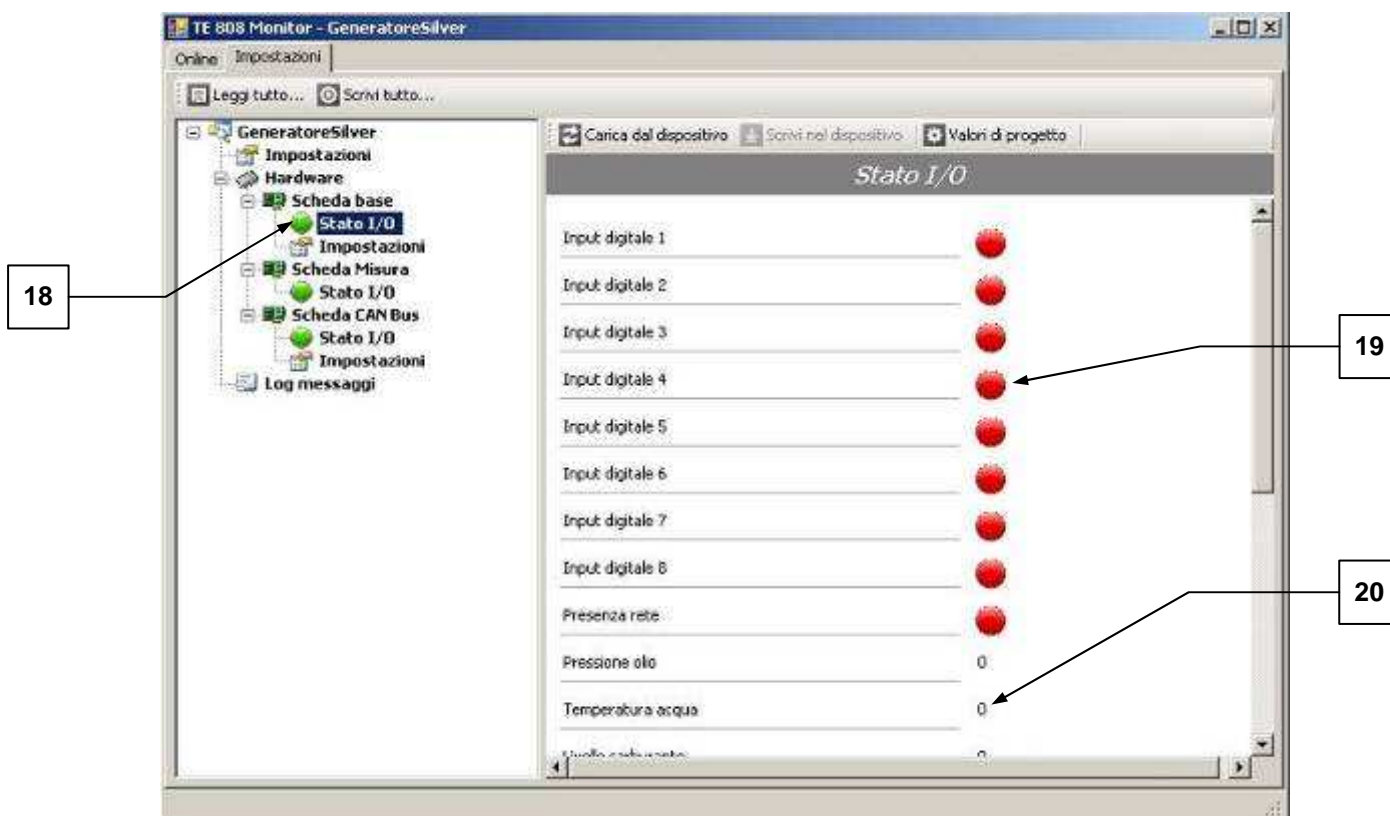 TE 808 Monitor - GeneratoreSilver
Online Impostazioni
Leggi tutto... Scrivi tutto...
GeneratoreSilver
Impostazioni
Hardware
Scheda base
Stato I/O
Impostazioni
Scheda Misura
Stato I/O
Scheda CAN Bus
Stato I/O
Impostazioni
Log messaggi
Carica dal dispositivo Scrivi nel dispositivo Valori di progetto
Stato I/O
Input digitale 1
Input digitale 2
Input digitale 3
Input digitale 4
Input digitale 5
Input digitale 6
Input digitale 7
Input digitale 8
Presenza rete
Pressione olio 0
Temperatura acqua 0
Livello carburante 0
18
19
20